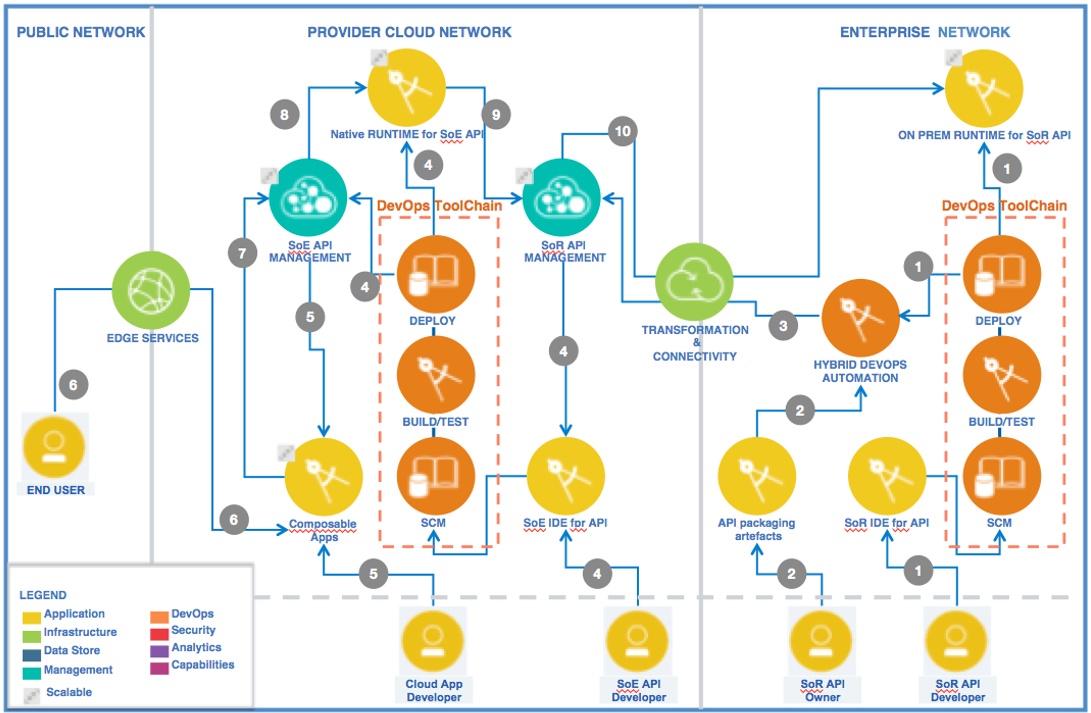 PUBLIC NETWORK
PROVIDER CLOUD NETWORK
ENTERPRISE NETWORK
8
9
10
Native RUNTIME for SoE API
ON PREM RUNTIME for SoR API
4
1
DevOps ToolChain
DevOps ToolChain
SoE API
MANAGEMENT
SoR API
MANAGEMENT
7
4
1
5
3
4
DEPLOY
DEPLOY
EDGE SERVICES
TRANSFORMATION
&
CONNECTIVITY
HYBRID DEVOPS
AUTOMATION
6
2
BUILD/TEST
BUILD/TEST
END USER
6
Composable
Apps
SCM
SoE IDE for API
API packaging
artefacts
SoR IDE for API
SCM
5
4
2
1
LEGEND
Application
Infrastructure
Data Store
Management
Scalable
DevOps
Security
Analytics
Capabilities
Cloud App
Developer
SoE API
Developer
SoR API
Owner
SoR API
Developer